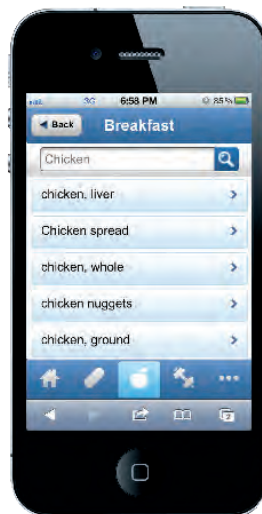 3G 6:58 PM 85%
Back Breakfast
Chicken
chicken, liver
Chicken spread
chicken, whole
chicken nuggets
chicken, ground